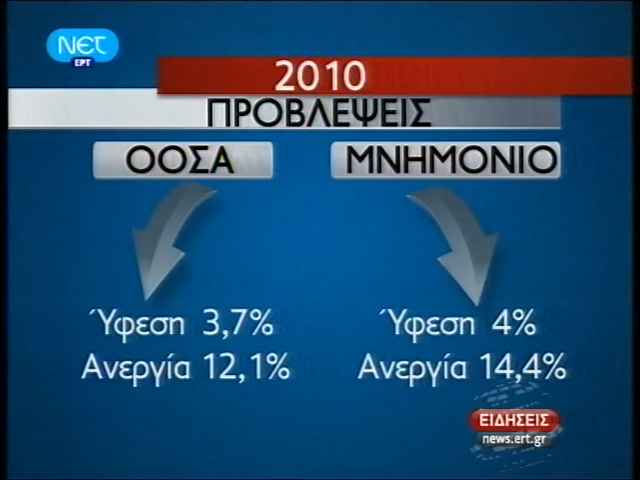 NET
ΕΡΤ
2010
ΠΡΟΒΛΕΨΕΙΣ
ΟΟΣΑ
ΜΝΗΜΟΝΙΟ
Ύφεση 3,7%
Ανεργία 12,1%
Ύφεση 4%
Ανεργία 14,4%
ΕΙΔΗΣΕΙΣ
news.ert.gr